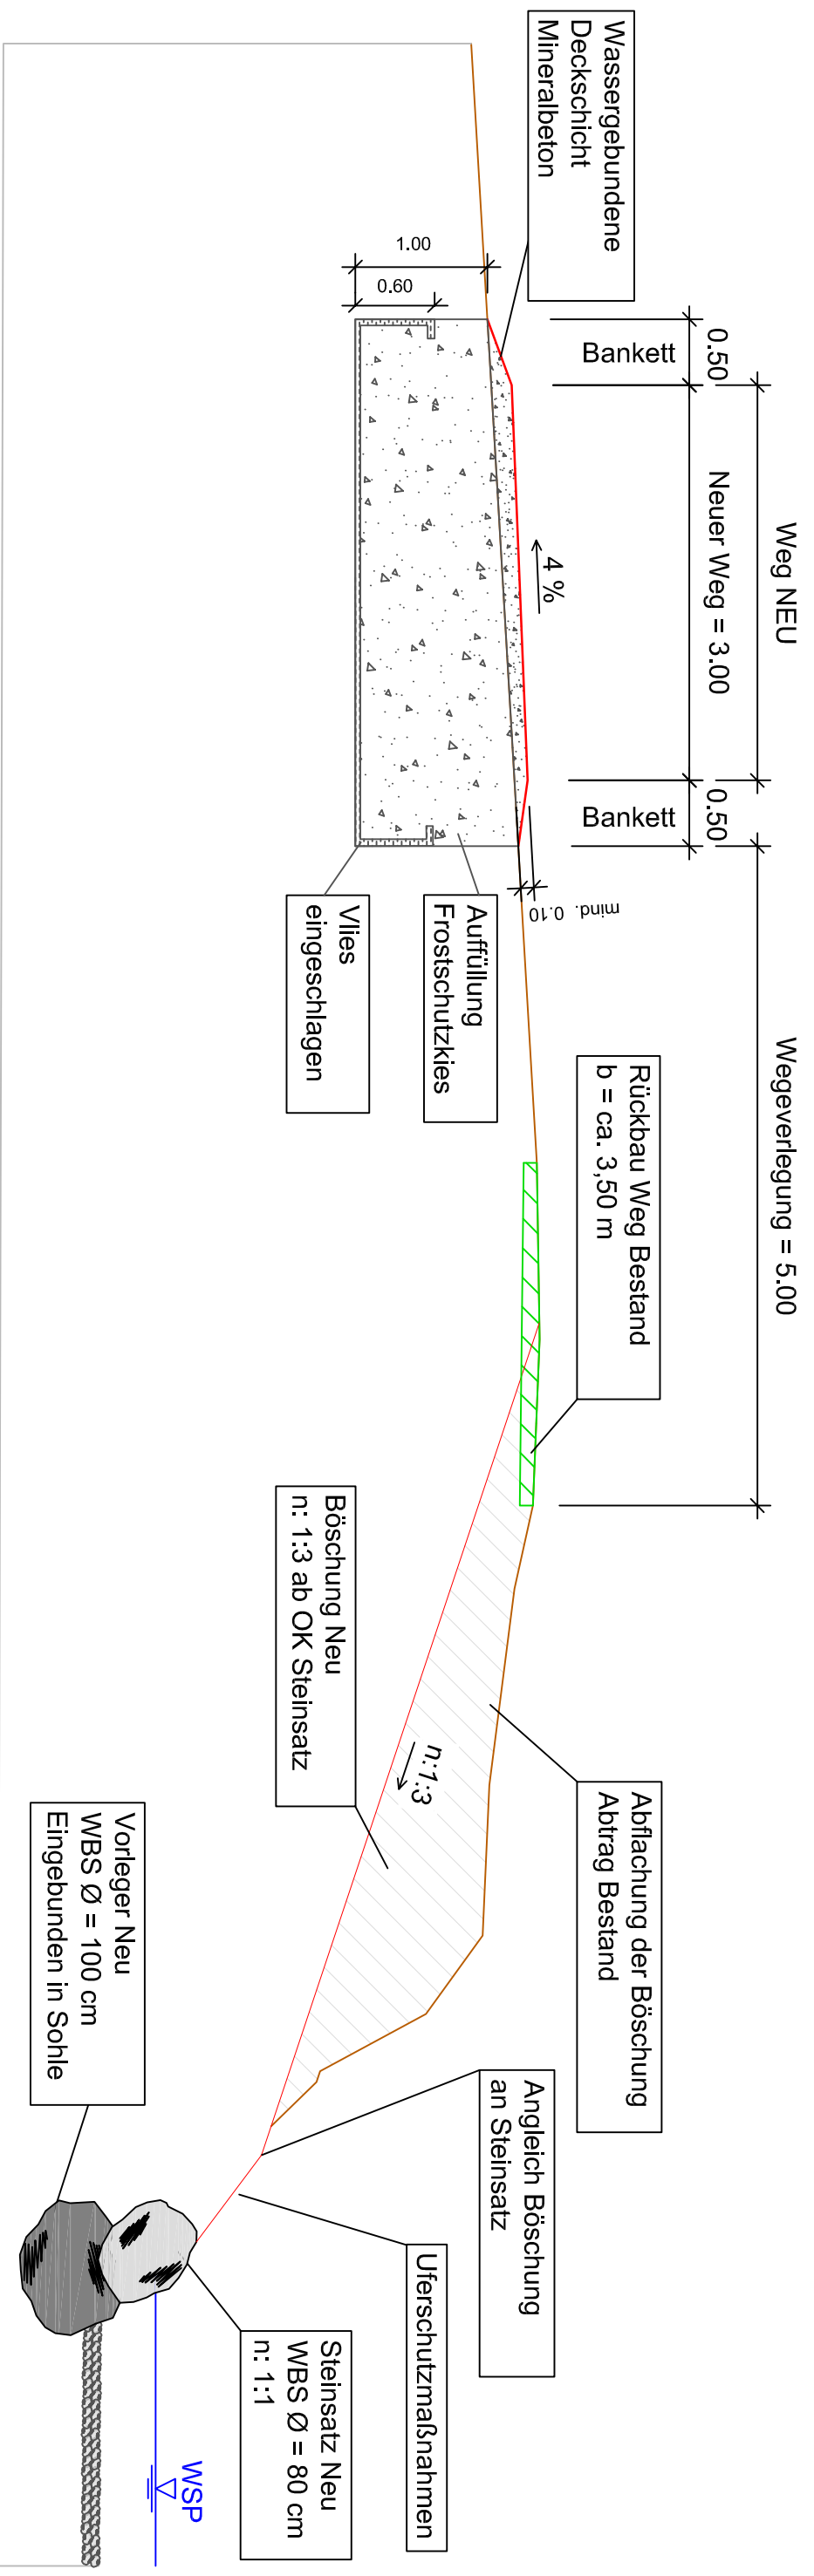 Wassergebundene
Deckschicht
Mineralbeton
1.00
0.60
0.50
Bankett
Weg NEU
Neuer Weg = 3.00
4 %
0.50
Bankett
mind. 0.10
Vlies
eingeschlagen
Auffüllung
Frostschutzkies
Wegeverlegung = 5.00
Rückbau Weg Bestand
b = ca. 3,50 m
Böschung Neu
n: 1:3 ab OK Steinsatz
n:1:3
Abflachung der Böschung
Abtrag Bestand
Vorleger Neu
WBS Ø = 100 cm
Eingebunden in Sohle
Angleich Böschung
an Steinsatz
Uferschutzmaßnahmen
Steinsatz Neu
WBS Ø = 80 cm
n: 1:1
WSP